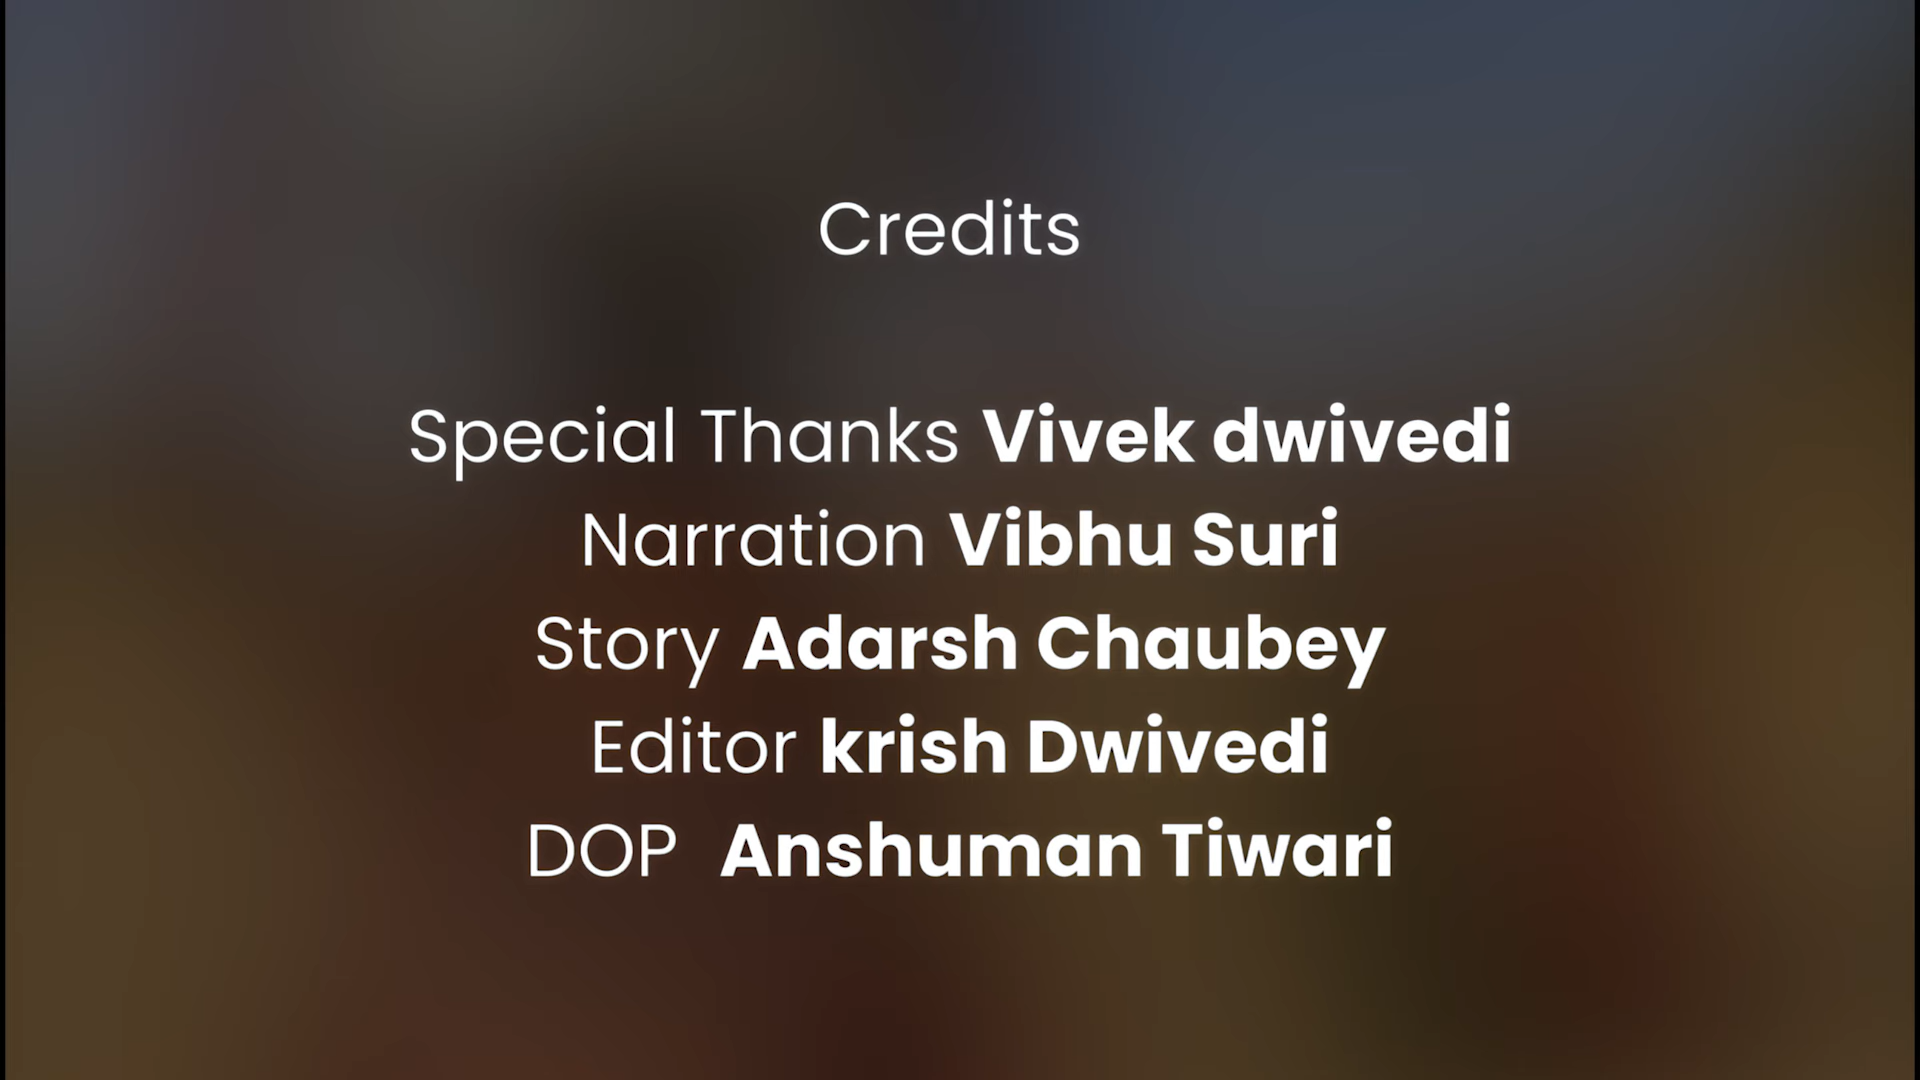 Credits
Special Thanks Vivek dwivedi
Narration Vibhu Suri
Story Adarsh Chaubey
Editor krish Dwivedi
DOP Anshuman Tiwari